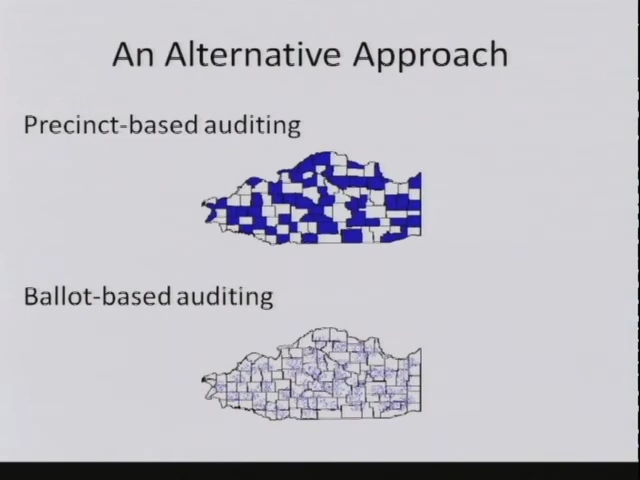 An Alternative Approach
Precinct-based auditing
Ballot-based auditing